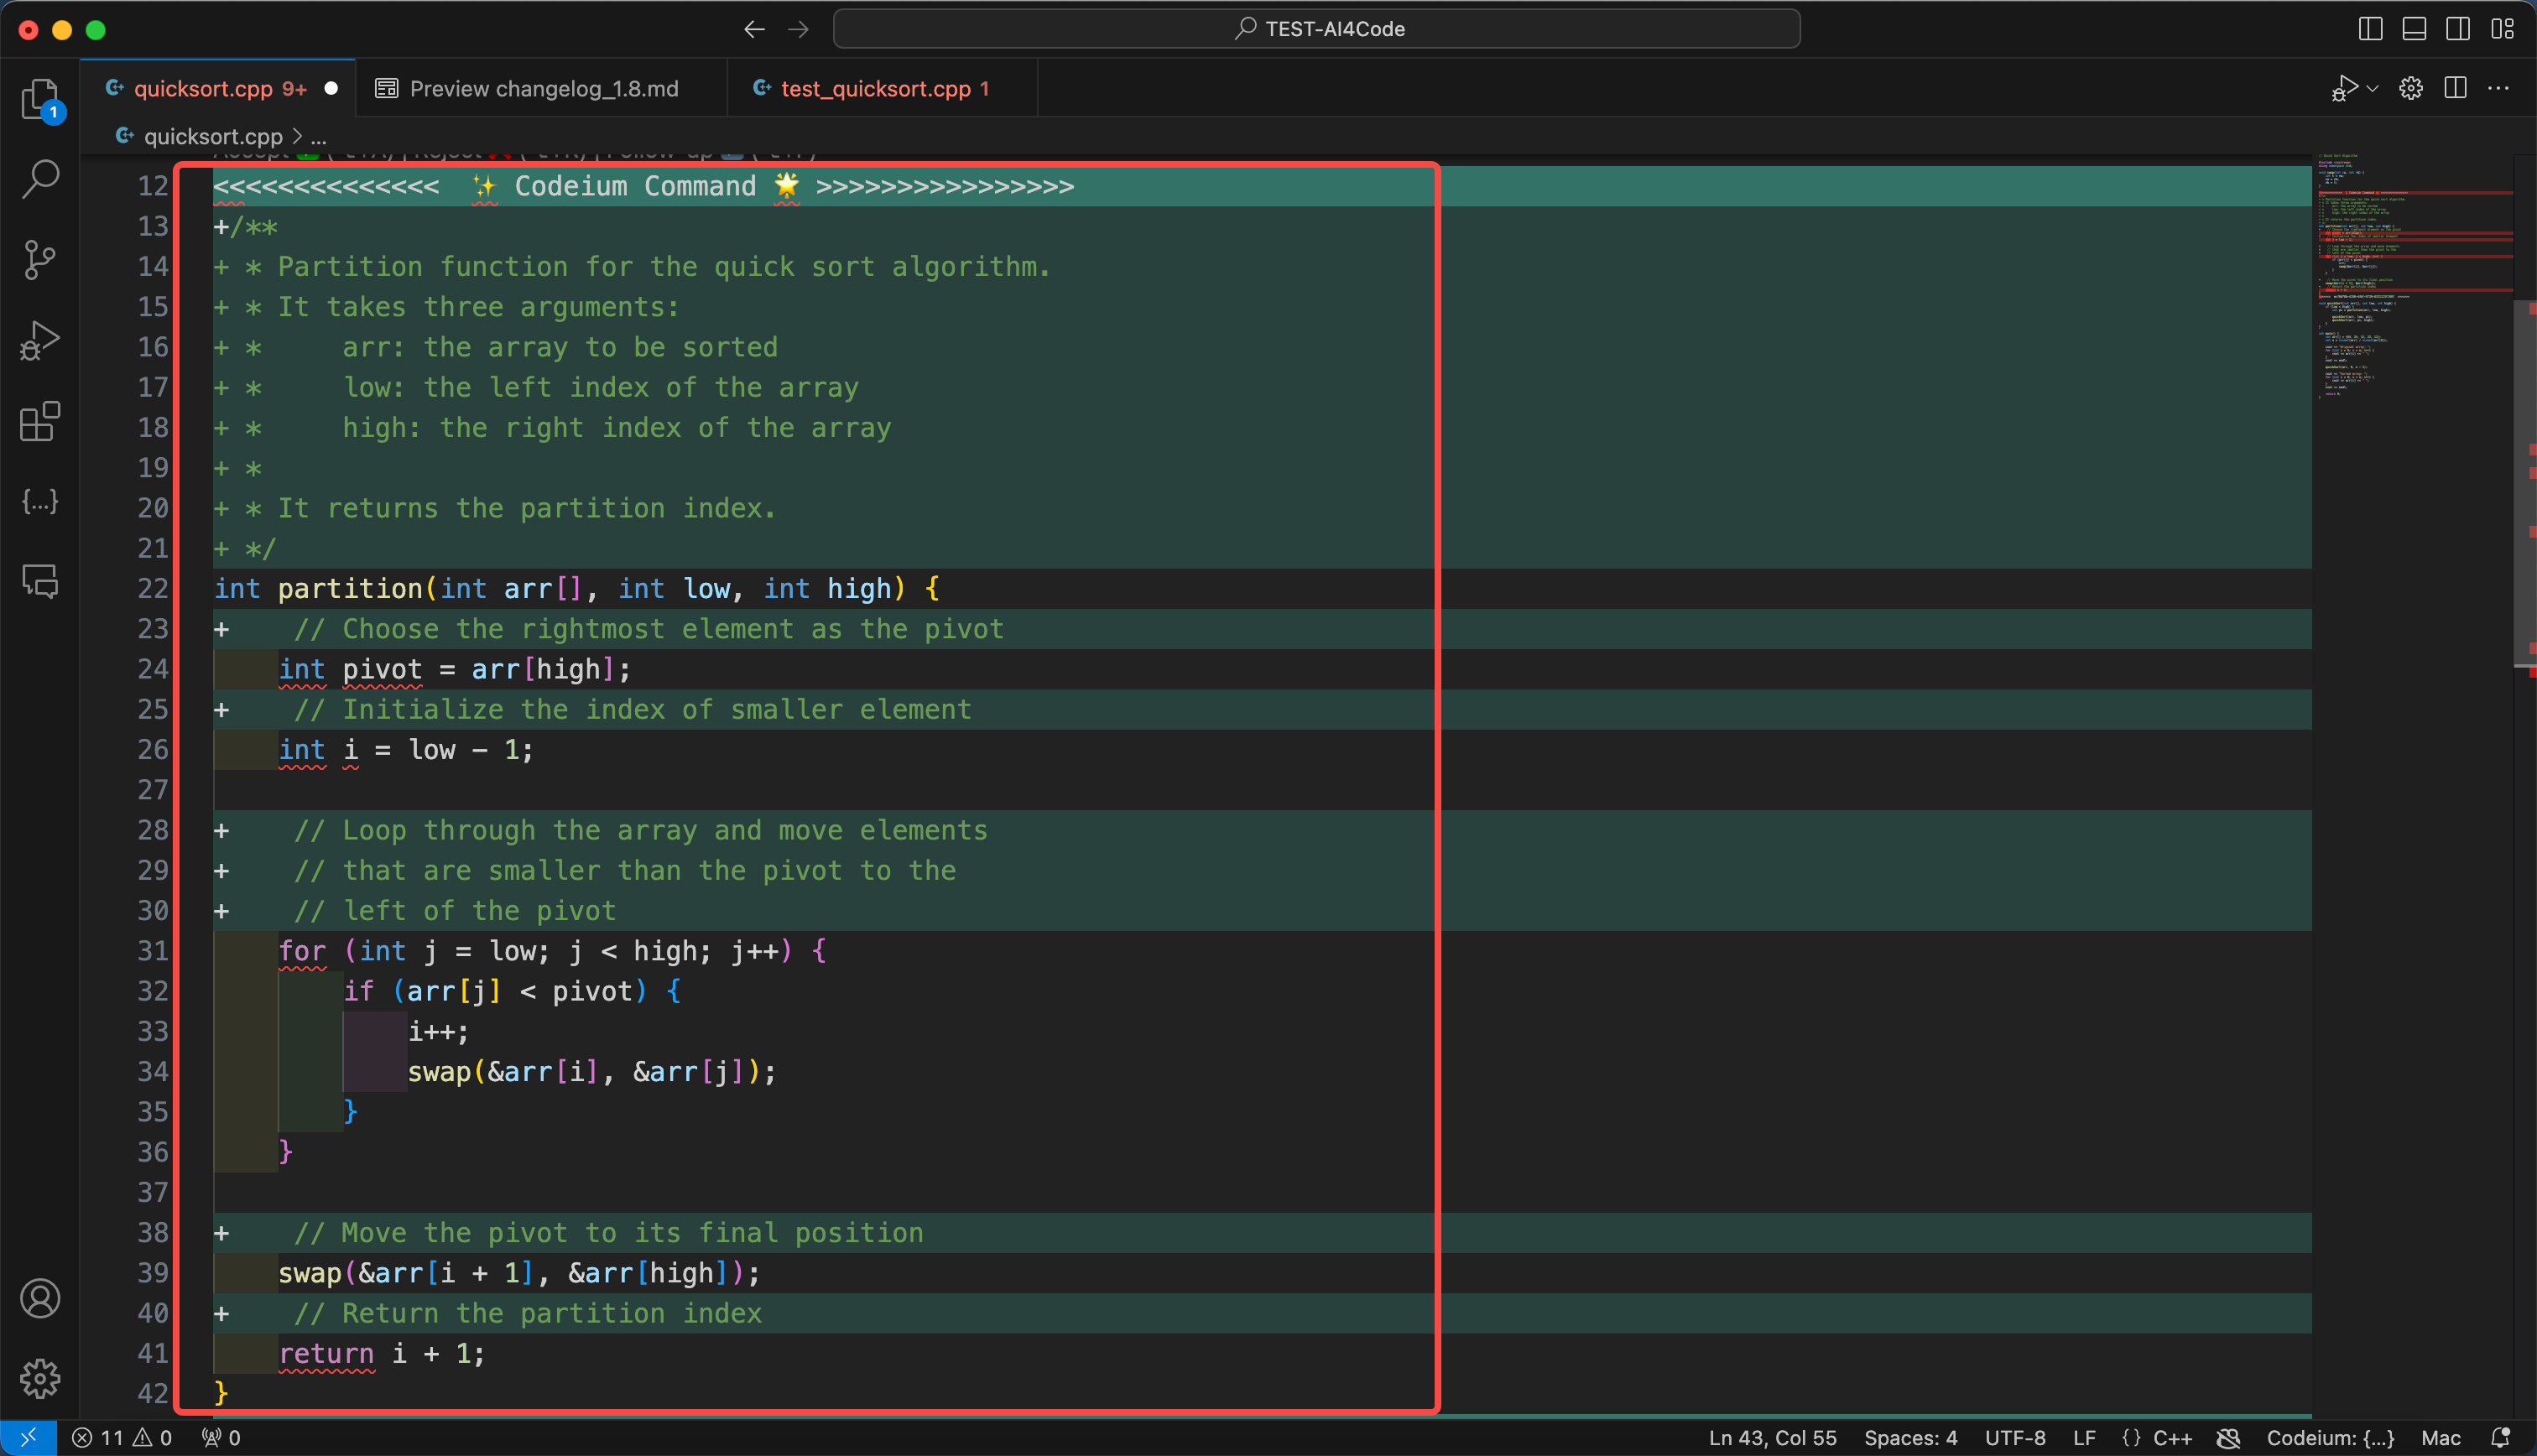 TEST-AI4Code
quicksort.cpp 9+
Preview changelog_1.8.md
test_quicksort.cpp 1
1
quicksort.cpp > ...
12 <<<<<<<<<<<<<< ✨ Codeium Command 🌟 >>>>>>>>>>>>>>>>
13 +/**
14 + * Partition function for the quick sort algorithm.
15 + * It takes three arguments:
16 + *     arr: the array to be sorted
17 + *     low: the left index of the array
18 + *     high: the right index of the array
19 + *
20 + * It returns the partition index.
21 + */
22 int partition(int arr[], int low, int high) {
23 +    // Choose the rightmost element as the pivot
24     int pivot = arr[high];
25 +    // Initialize the index of smaller element
26     int i = low - 1;
27
28 +    // Loop through the array and move elements
29 +    // that are smaller than the pivot to the
30 +    // left of the pivot
31     for (int j = low; j < high; j++) {
32         if (arr[j] < pivot) {
33             i++;
34             swap(&arr[i], &arr[j]);
35         }
36     }
37
38 +    // Move the pivot to its final position
39     swap(&arr[i + 1], &arr[high]);
40 +    // Return the partition index
41     return i + 1;
42 }
11 0 0 Ln 43, Col 55 Spaces: 4 UTF-8 LF {} C++ Codeium: {...} Mac